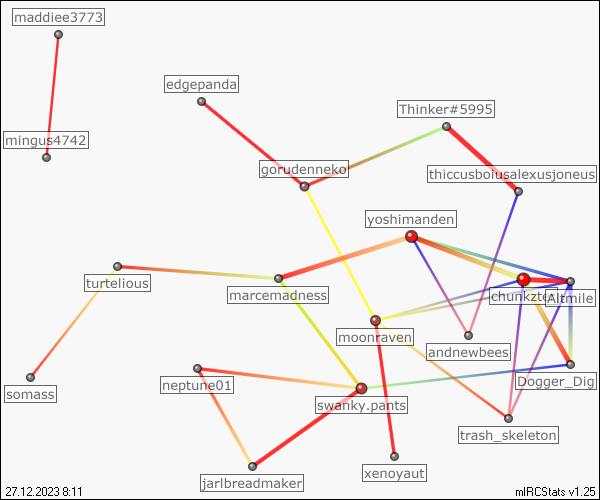 maddiee3773
edgepanda
Thinker#5995
mingus4742
gorudenneko
thiccusboiusalexusjoneus
yoshimanden
turtelious
marcemadness
Altmile
moonraven
andnewbees
somass
neptune01
Dogger_Dig
swanky.pants
trash_skeleton
xenoyaut
jarlbreadmaker
27.12.2023 8:11
mIRCStats v1.25